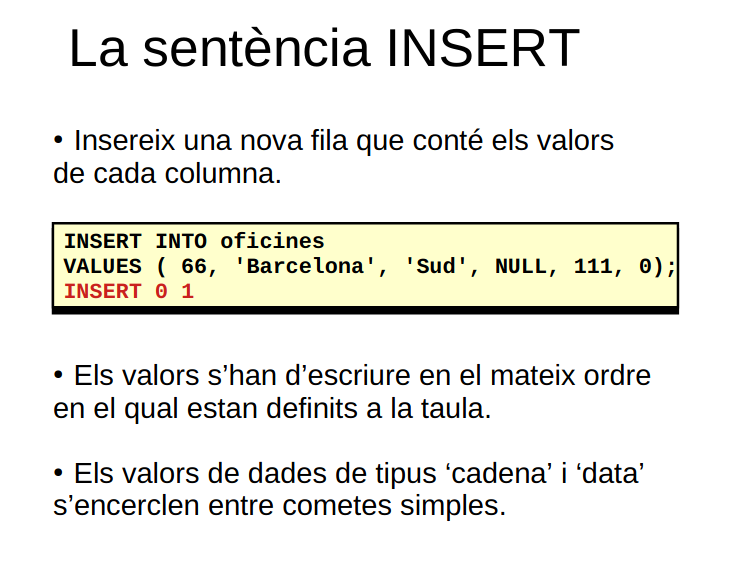 La sentència INSERT
• Insereix una nova fila que conté els valors
de cada columna.
INSERT INTO oficines
VALUES ( 66, 'Barcelona', 'Sud', NULL, 111, 0);
INSERT 0 1
• Els valors s’han d’escriure en el mateix ordre
en el qual estan definits a la taula.
• Els valors de dades de tipus ‘cadena’ i ‘data’
s’encerclen entre cometes simples.